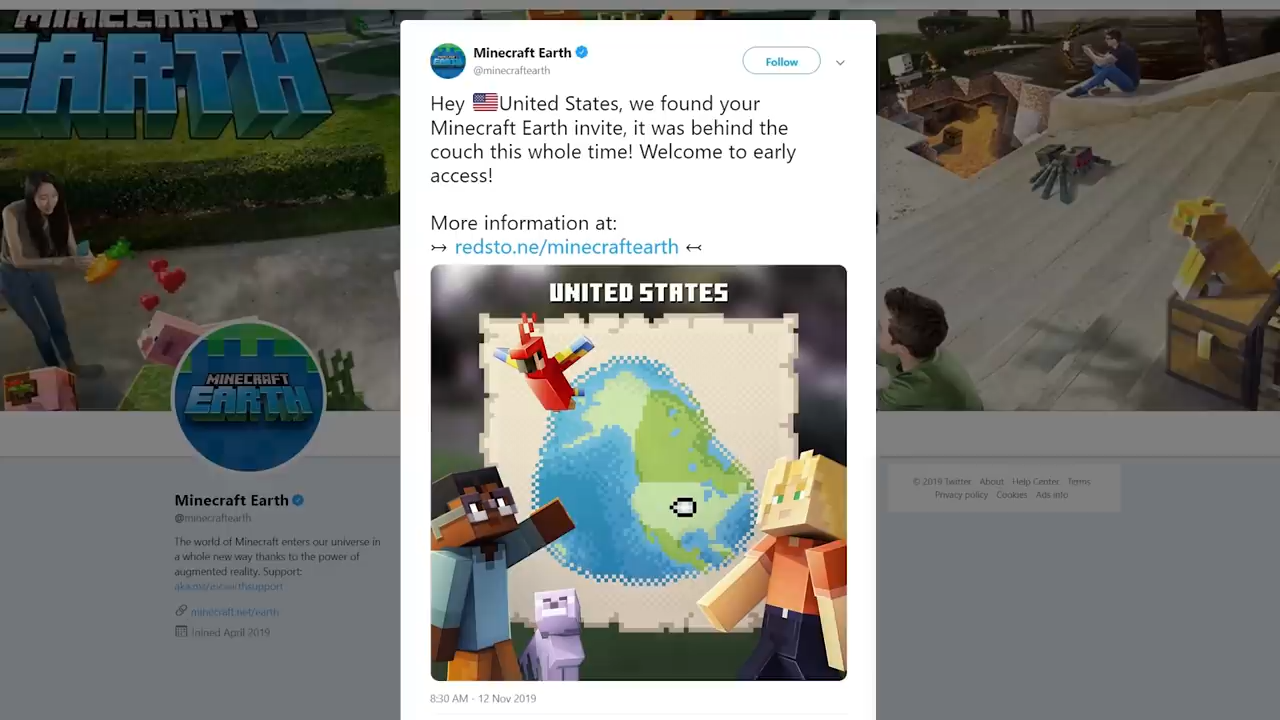 MINECRAFT
EARTH
Minecraft Earth
@minecraftearth
Follow
Hey 🇺🇸United States, we found your
Minecraft Earth invite, it was behind the
couch this whole time! Welcome to early
access!
More information at:
↣ redsto.ne/minecraftearth ↢
UNITED STATES
8:30 AM - 12 Nov 2019
MINECRAFT
EARTH
Minecraft Earth
@minecraftearth
The world of Minecraft enters our universe in
a whole new way thanks to the power of
augmented reality. Support:
minecraft.net/earth
Joined April 2019
© 2019 Twitter About Help Center Terms
Privacy policy Cookies Ads info